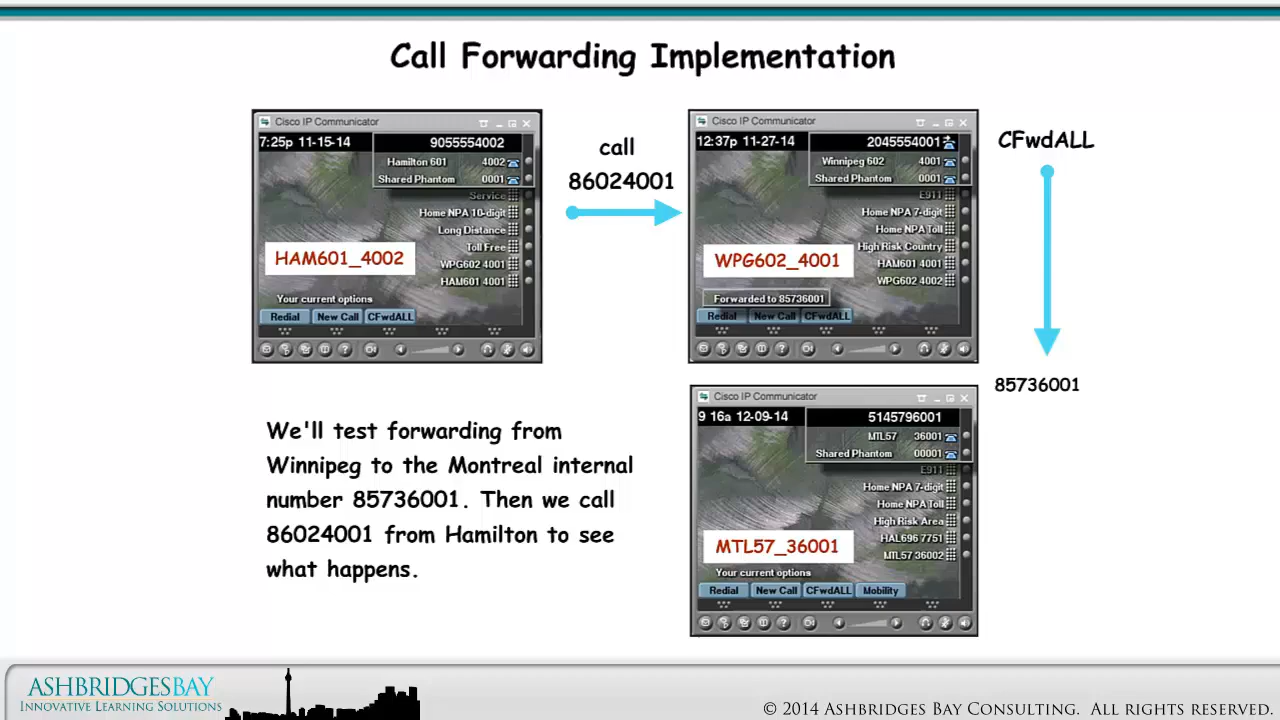 Call Forwarding Implementation
Cisco IP Communicator
7:25p 11-15-14 9055554002
Hamilton 601 4002
Shared Phantom 0001
Service
Home NPA 10-digit
Long Distance
Toll Free
WPG602 4001
HAM601 4001
HAM601_4002
Your current options
Redial New Call CFwdALL
call
86024001
Cisco IP Communicator
12:37p 11-27-14 2045554001
Winnipeg 602 4001
Shared Phantom 0001
E911
Home NPA 7-digit
Home NPA Toll
High Risk Country
HAM601 4001
WPG602 4002
WPG602_4001
Forwarded to 85736001
Redial New Call CFwdALL
CFwdALL
85736001
We'll test forwarding from
Winnipeg to the Montreal internal
number 85736001. Then we call
86024001 from Hamilton to see
what happens.
Cisco IP Communicator
9 16a 12-09-14 5145796001
MTL57 36001
Shared Phantom 00001
E911
Home NPA 7-digit
Home NPA Toll
High Risk Area
HAL696 7751
MTL57 36002
MTL57_36001
Your current options
Redial New Call CFwdALL Mobility
ASHBRIDGESBAY
INNOVATIVE LEARNING SOLUTIONS
© 2014 ASHBRIDGES BAY CONSULTING. ALL RIGHTS RESERVED.